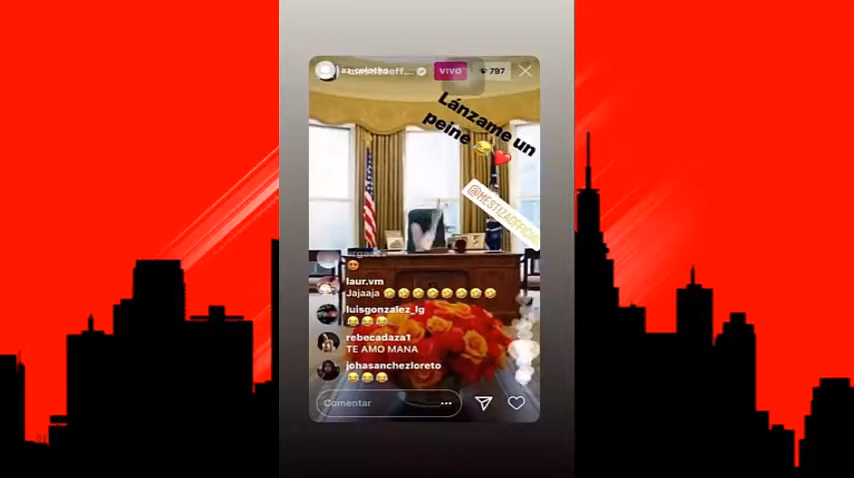 VIVO
797
Lánzame un
peine 😂❤️
@MESTIZAOFFICIAL
😍
laur.vm
Jajaaja 🤣🤣🤣🤣🤣🤣🤣🤣
luisgonzalez_lg
😂😂😂
rebecadaza1
TE AMO MANA
johasanchezloreto
😂😂😂
Comentar